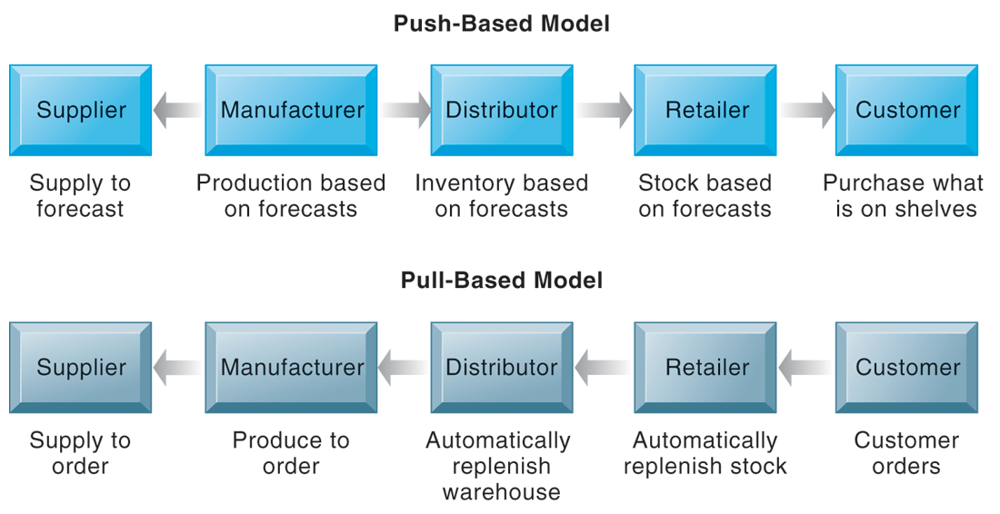 Push-Based Model
Supplier
Manufacturer
Distributor
Retailer
Customer
Supply to
forecast
Production based
on forecasts
Inventory based
on forecasts
Stock based
on forecasts
Purchase what
is on shelves
Pull-Based Model
Supplier
Manufacturer
Distributor
Retailer
Customer
Supply to
order
Produce to
order
Automatically
replenish
warehouse
Automatically
replenish stock
Customer
orders